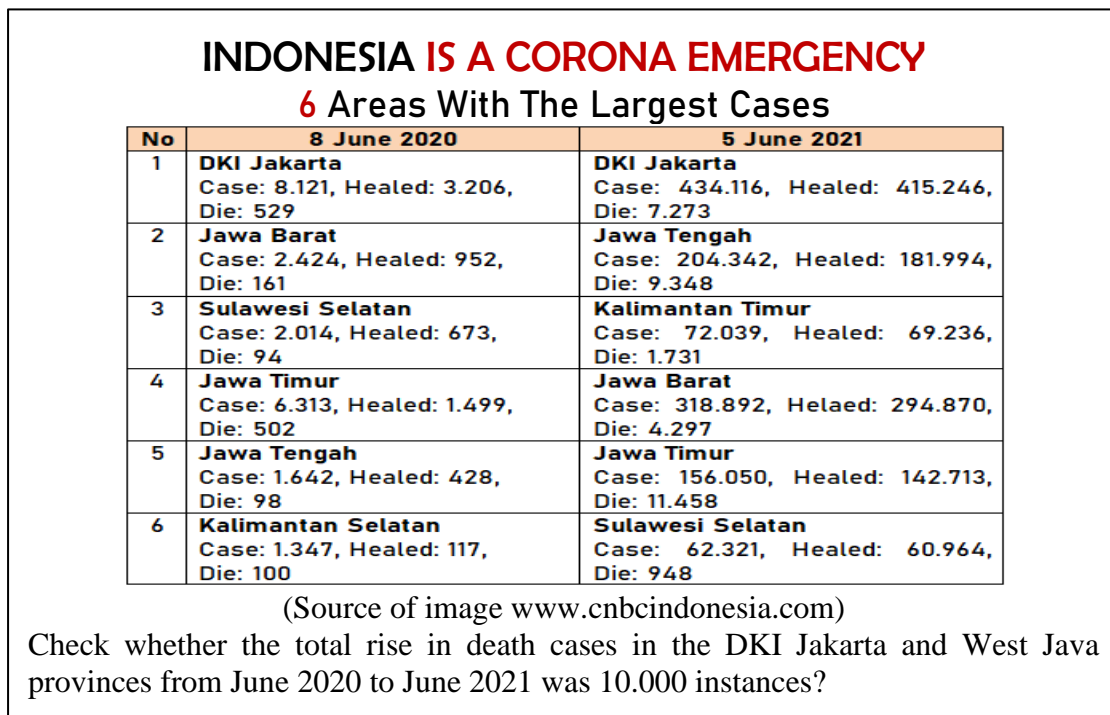 INDONESIA IS A CORONA EMERGENCY
6 Areas With The Largest Cases
No 8 June 2020 5 June 2021
1 DKI Jakarta DKI Jakarta
Case: 8.121, Healed: 3.206, Case: 434.116, Healed: 415.246,
Die: 529 Die: 7.273
2 Jawa Barat Jawa Tengah
Case: 2.424, Healed: 952, Case: 204.342, Healed: 181.994,
Die: 161 Die: 9.348
3 Sulawesi Selatan Kalimantan Timur
Case: 2.014, Healed: 673, Case: 72.039, Healed: 69.236,
Die: 94 Die: 1.731
4 Jawa Timur Jawa Barat
Case: 6.313, Healed: 1.499, Case: 318.892, Helaed: 294.870,
Die: 502 Die: 4.297
5 Jawa Tengah Jawa Timur
Case: 1.642, Healed: 428, Case: 156.050, Healed: 142.713,
Die: 98 Die: 11.458
6 Kalimantan Selatan Sulawesi Selatan
Case: 1.347, Healed: 117, Case: 62.321, Healed: 60.964,
Die: 100 Die: 948
(Source of image www.cnbcindonesia.com)
Check whether the total rise in death cases in the DKI Jakarta and West Java
provinces from June 2020 to June 2021 was 10.000 instances?